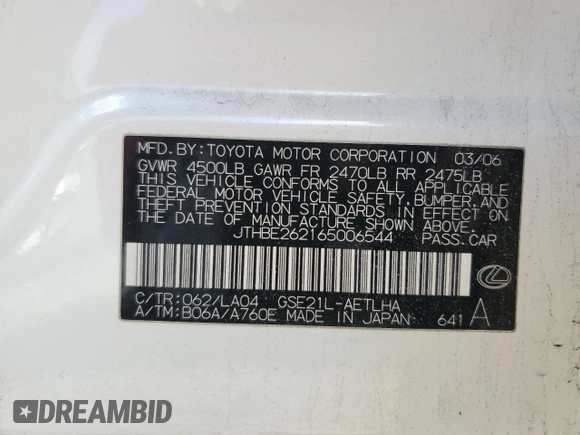 MFD.BY:TOYOTA MOTOR CORPORATION 03/06
GVWR 4500LB GAWR FR 2470LB RR 2475LB
THIS VEHICLE CONFORMS TO ALL APPLICABLE
FEDERAL MOTOR VEHICLE SAFETY,BUMPER,AND
THEFT PREVENTION STANDARDS IN EFFECT ON
THE DATE OF MANUFACTURE SHOWN ABOVE.
JTHBE262165006544 PASS.CAR
C/TR:062/LA04 GSE21L-AETLHA
A/TM:B06A/A760E MADE IN JAPAN 641 A
DREAMBID